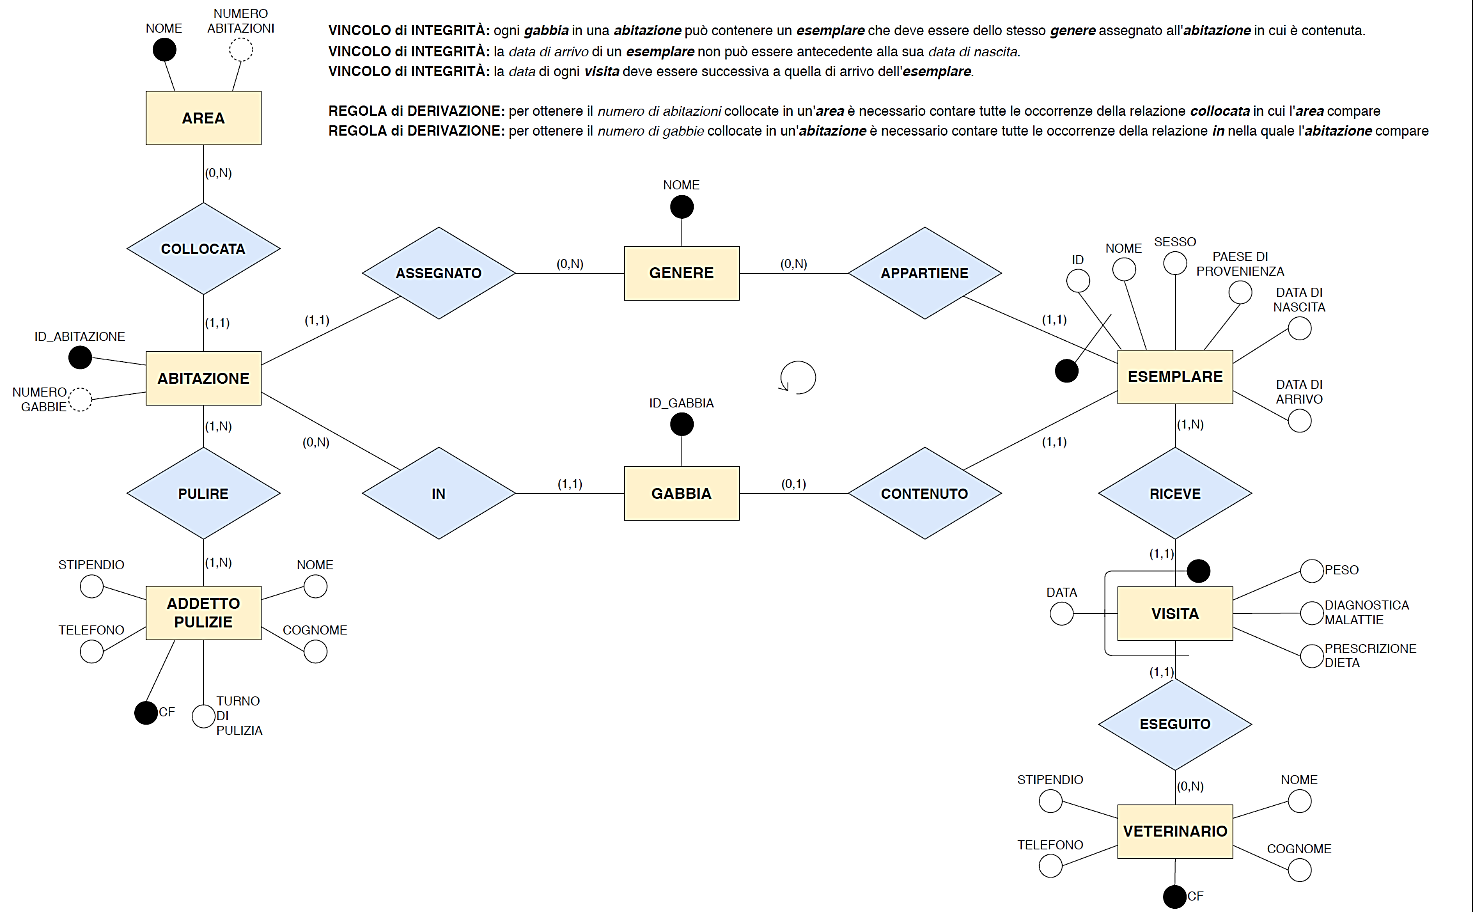 VINCOLO di INTEGRITÀ: ogni gabbia in una abitazione può contenere un esemplare che deve essere dello stesso genere assegnato all'abitazione in cui è contenuta.
VINCOLO di INTEGRITÀ: la data di arrivo di un esemplare non può essere antecedente alla sua data di nascita.
VINCOLO di INTEGRITÀ: la data di ogni visita deve essere successiva a quella di arrivo dell'esemplare.
REGOLA di DERIVAZIONE: per ottenere il numero di abitazioni collocate in un'area è necessario contare tutte le occorrenze della relazione collocata in cui l'area compare
REGOLA di DERIVAZIONE: per ottenere il numero di gabbie collocate in un'abitazione è necessario contare tutte le occorrenze della relazione in nella quale l'abitazione compare
NOME
NUMERO
ABITAZIONI
AREA
(0,N)
COLLOCATA
(1,1)
ID_ABITAZIONE
NUMERO
GABBIE
ABITAZIONE
(1,1)
ASSEGNATO
(0,N)
NOME
GENERE
(0,N)
APPARTIENE
(1,1)
ID
NOME
SESSO
PAESE DI
PROVENIENZA
DATA DI
NASCITA
DATA DI
ARRIVO
ESEMPLARE
(0,N)
IN
(1,1)
ID_GABBIA
GABBIA
(0,1)
CONTENUTO
(1,1)
(1,N)
PULIRE
(1,N)
STIPENDIO
NOME
ADDETTO
PULIZIE
TELEFONO
COGNOME
CF
TURNO
DI
PULIZIA
(1,N)
RICEVE
(1,1)
DATA
VISITA
PESO
DIAGNOSTICA
MALATTIE
PRESCRIZIONE
DIETA
(1,1)
ESEGUITO
(0,N)
STIPENDIO
NOME
VETERINARIO
TELEFONO
COGNOME
CF